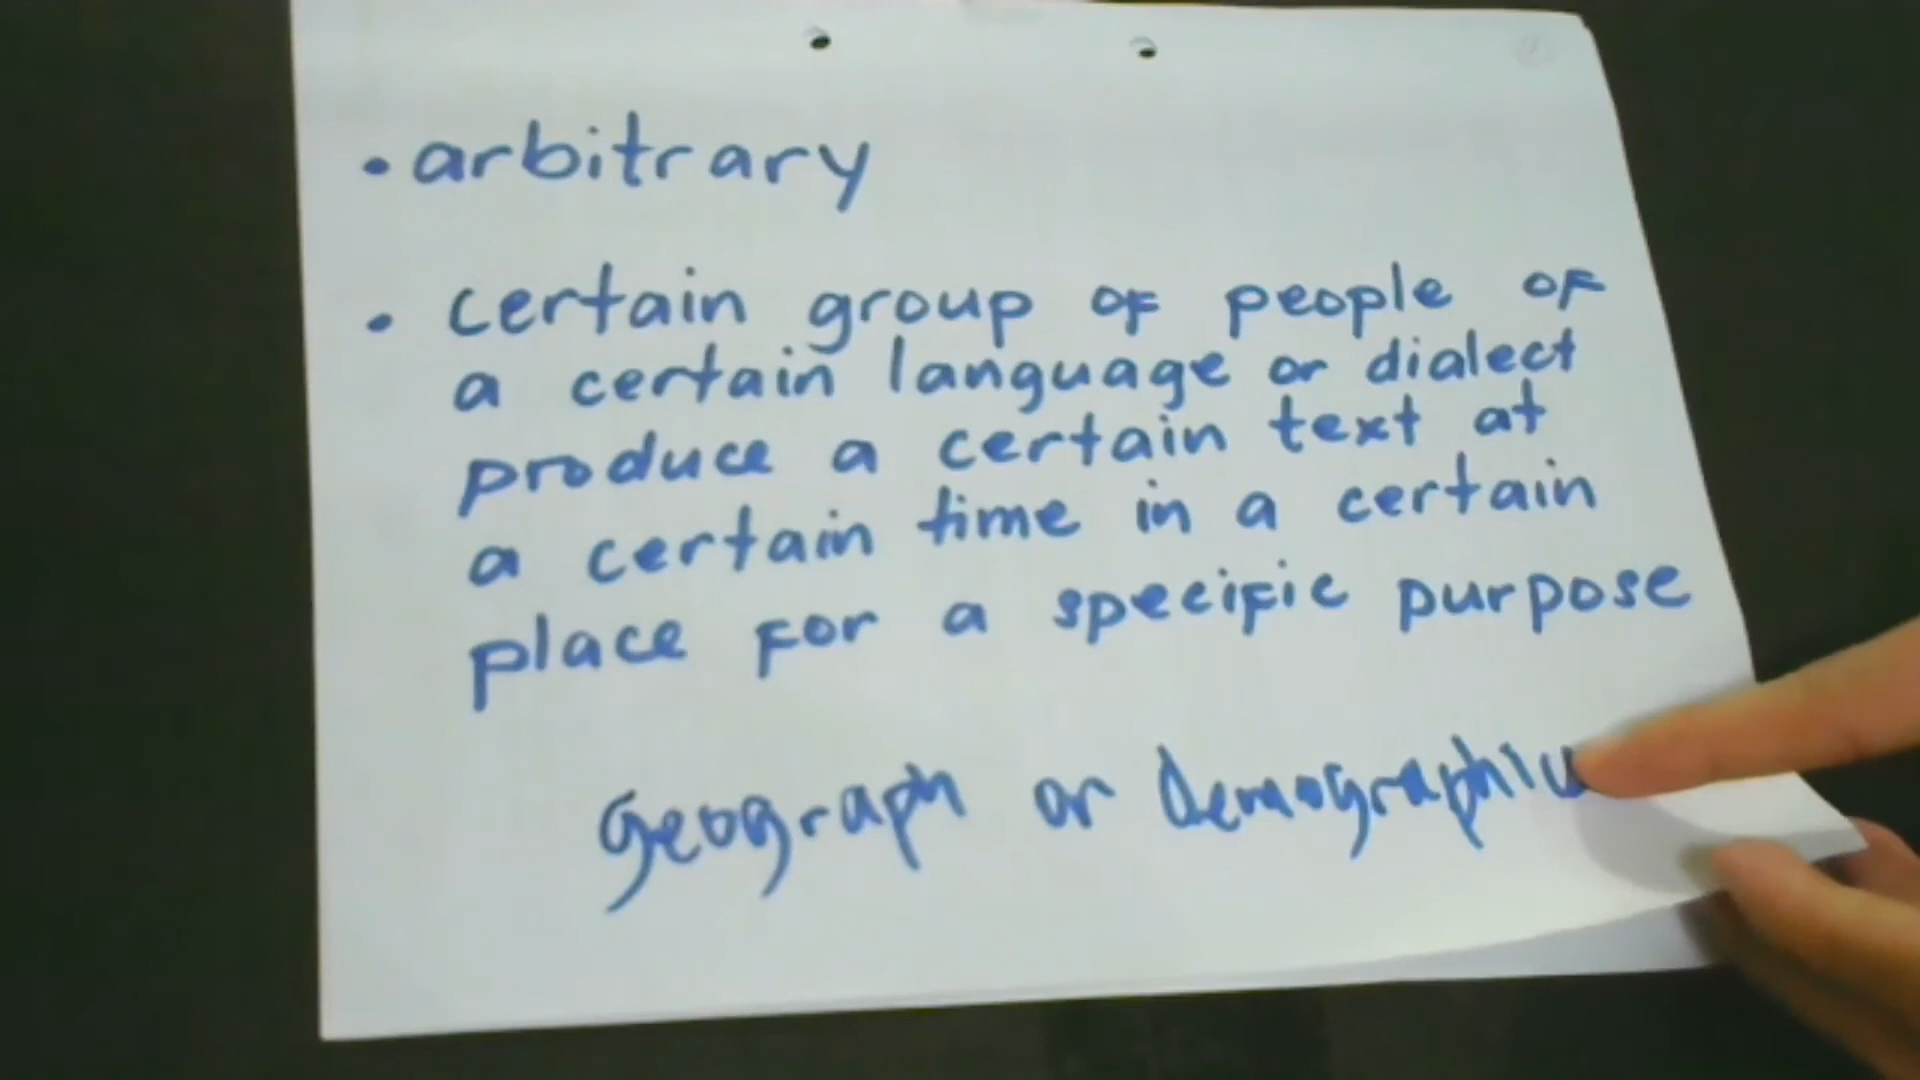 • arbitrary
• certain group of people of
a certain language or dialect
produce a certain text at
a certain time in a certain
place for a specific purpose
Geograph or